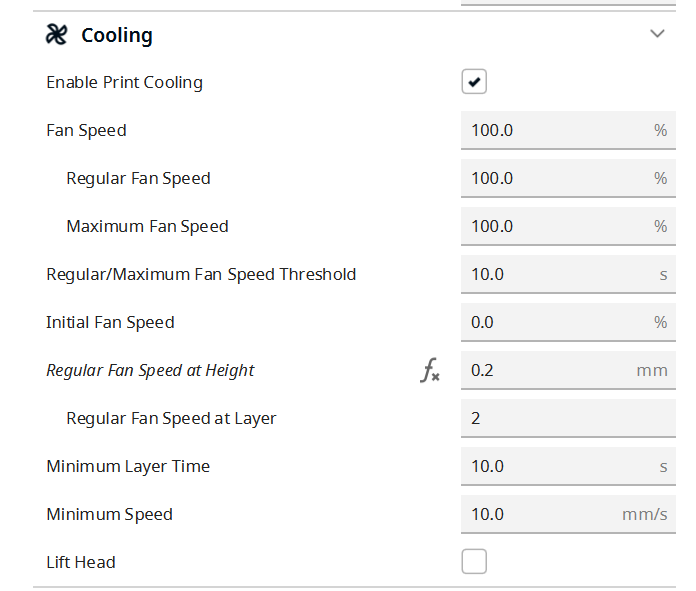 Cooling
Enable Print Cooling
Fan Speed 100.0 %
Regular Fan Speed 100.0 %
Maximum Fan Speed 100.0 %
Regular/Maximum Fan Speed Threshold 10.0 s
Initial Fan Speed 0.0 %
Regular Fan Speed at Height fx 0.2 mm
Regular Fan Speed at Layer 2
Minimum Layer Time 10.0 s
Minimum Speed 10.0 mm/s
Lift Head